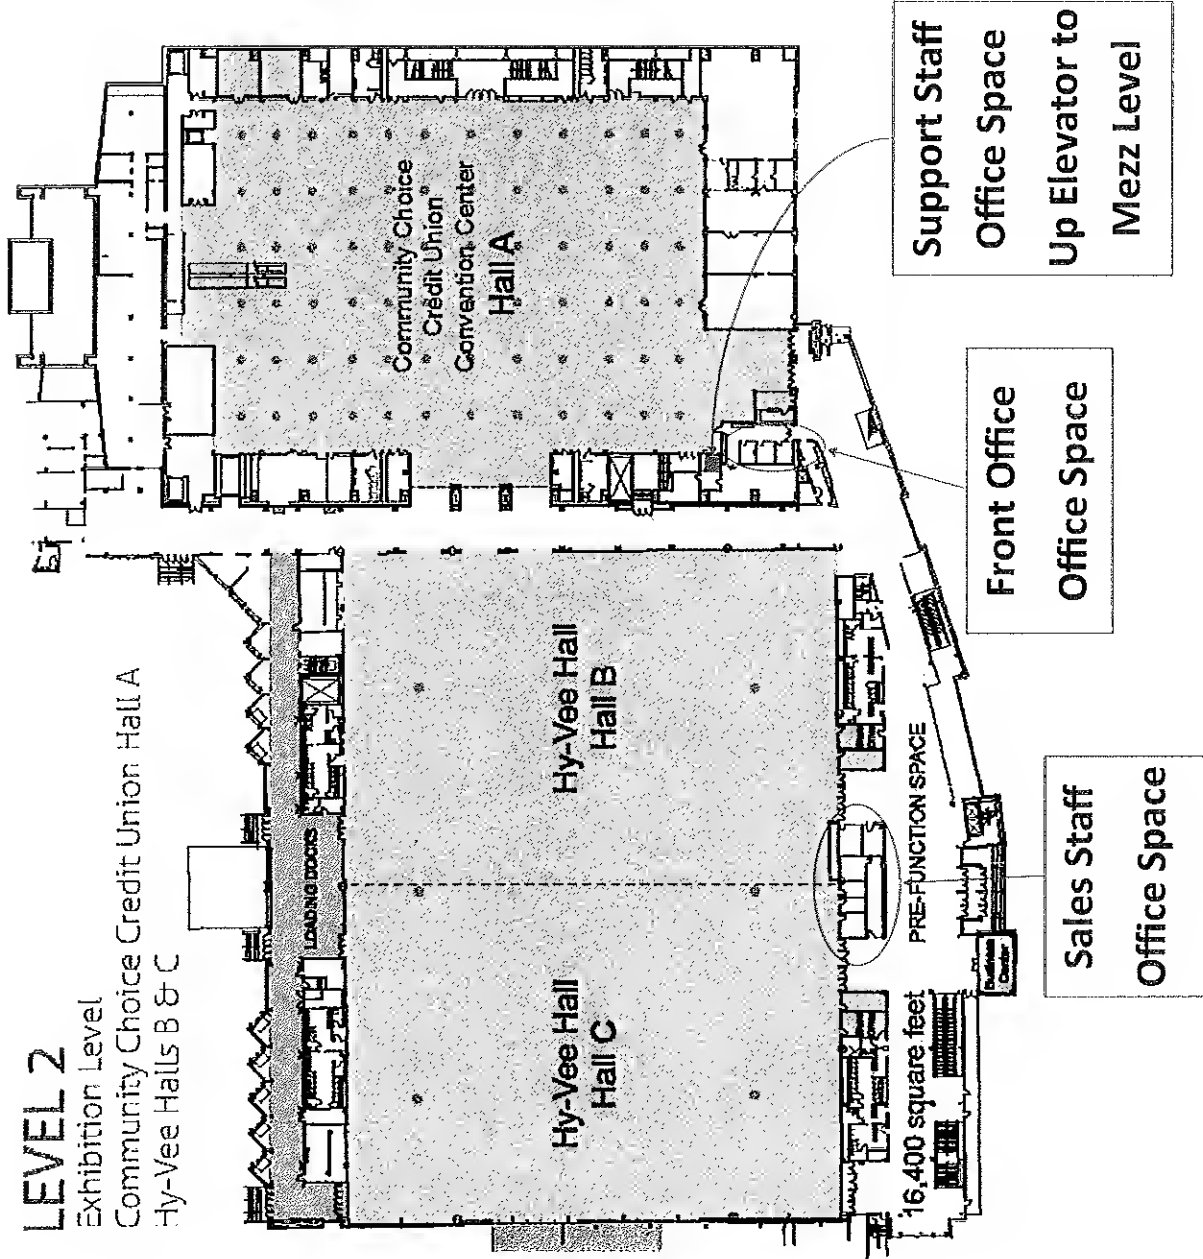 LEVEL 2
Exhibition Level
Community Choice Credit Union Hall A
Hy-Vee Halls B & C
LOADING DOCKS
Hy-Vee Hall
Hall C
Hy-Vee Hall
Hall B
Community Choice
Credit Union
Convention Center
Hall A
16,400 square feet
PRE-FUNCTION SPACE
Business
Center
Sales Staff
Office Space
Front Office
Office Space
Support Staff
Office Space
Up Elevator to
Mezz Level